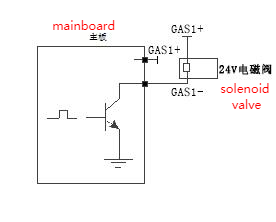 mainboard
主板
GAS1+
GAS1+
24V电磁阀
GAS1-
solenoid
valve